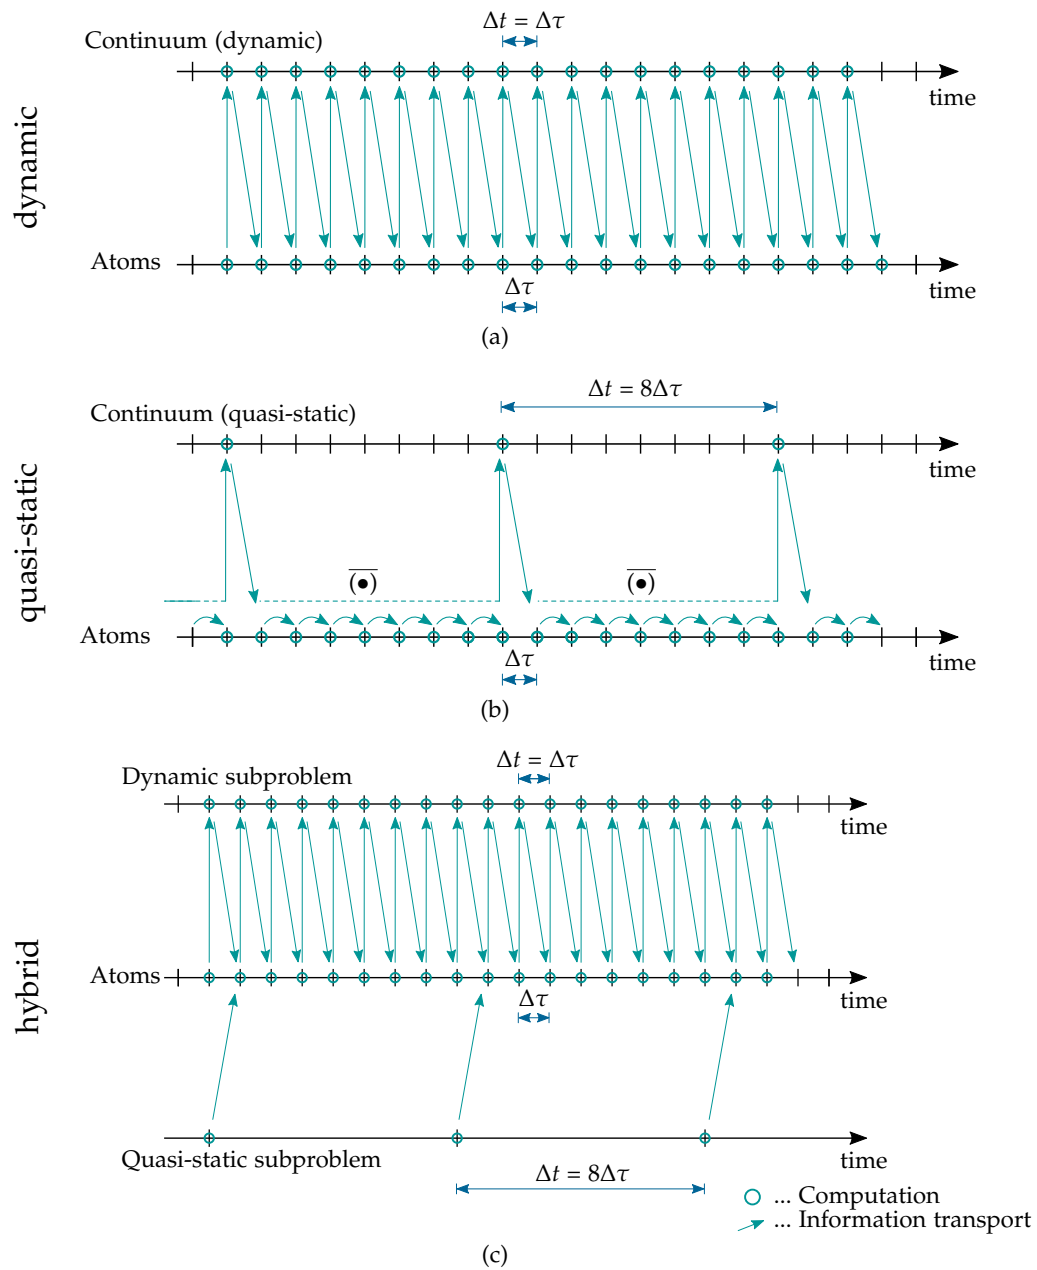 Δt = Δτ
Continuum (dynamic)
time
dynamic
Atoms
time
Δτ
(a)
Δt = 8Δτ
Continuum (quasi-static)
time
quasi-static
(●)
(●)
Atoms
time
Δτ
(b)
Δt = Δτ
Dynamic subproblem
time
hybrid
Atoms
time
Δτ
Quasi-static subproblem
time
Δt = 8Δτ
... Computation
... Information transport
(c)